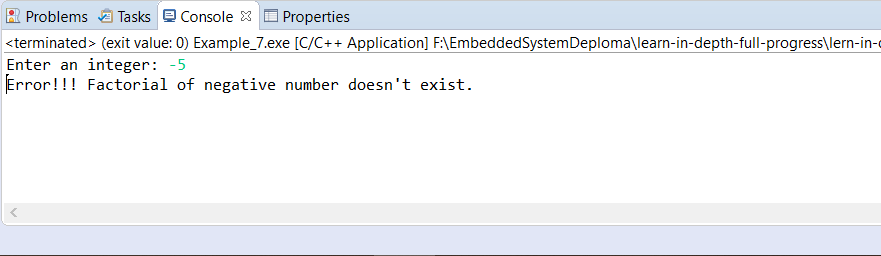 Problems Tasks Console Properties
<terminated> (exit value: 0) Example_7.exe [C/C++ Application] F:\EmbeddedSystemDeploma\learn-in-depth-full-progress\lern-in-d
Enter an integer: -5
Error!!! Factorial of negative number doesn't exist.